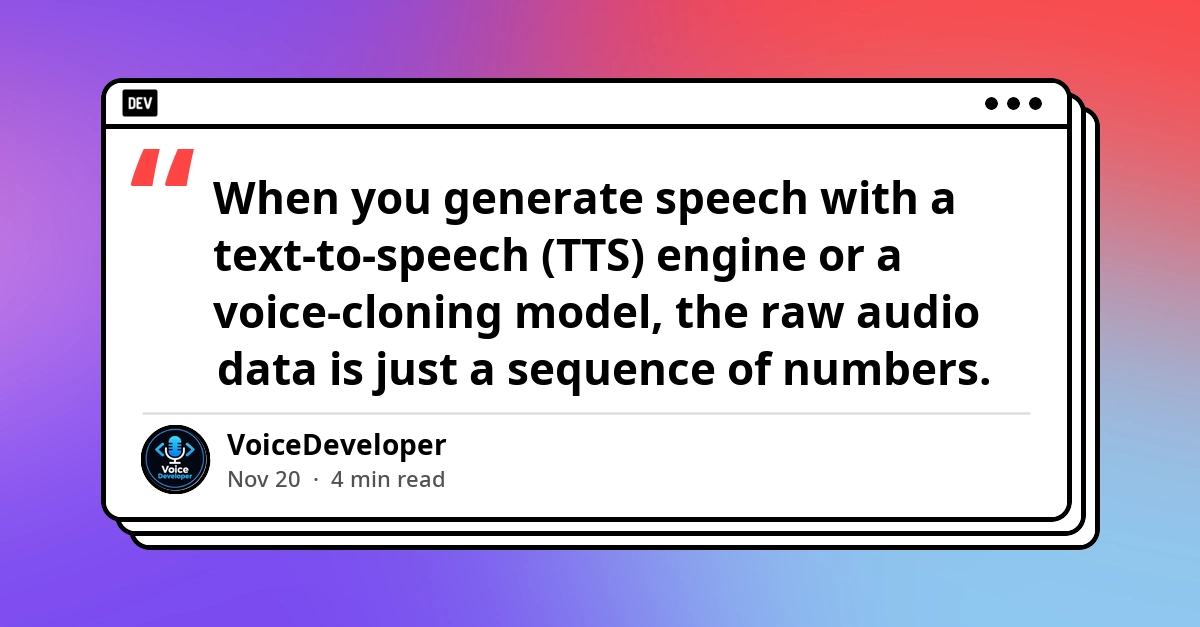 DEV
“ When you generate speech with a
text-to-speech (TTS) engine or a
voice-cloning model, the raw audio
data is just a sequence of numbers.
Voice
Developer
VoiceDeveloper
Nov 20 · 4 min read